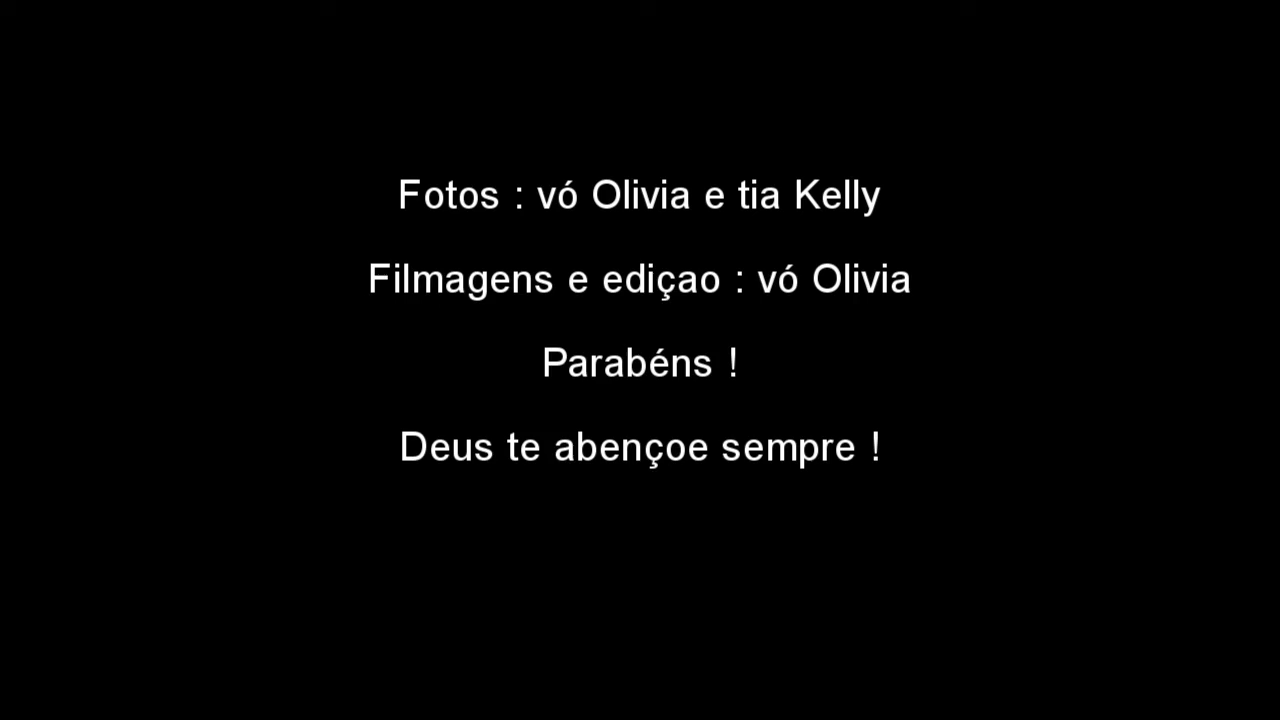 Fotos : vó Olivia e tia Kelly
Filmagens e ediçao : vó Olivia
Parabéns !
Deus te abençoe sempre !